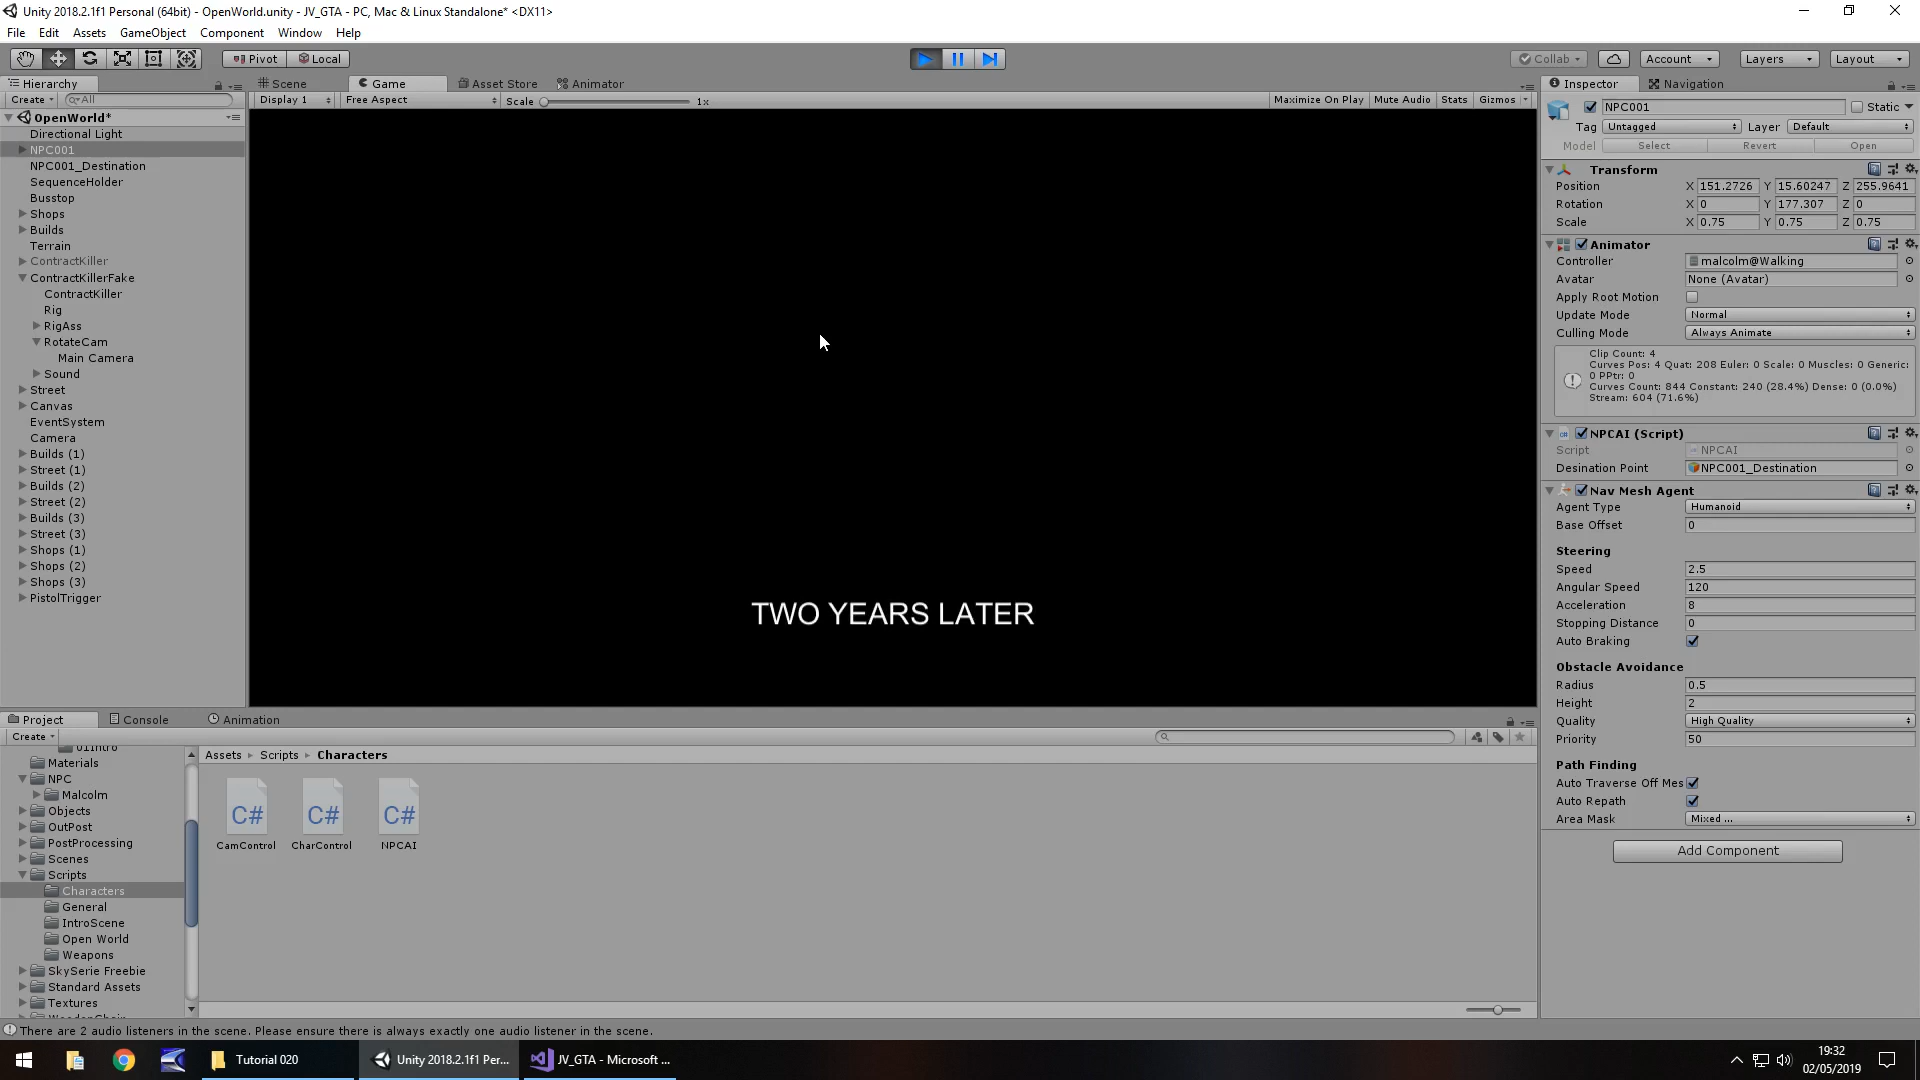 Unity 2018.2.1f1 Personal (64bit) - OpenWorld.unity - JV_GTA - PC, Mac & Linux Standalone* <DX11>
File Edit Assets GameObject Component Window Help
Pivot Local Collab Account Layers Layout
Hierarchy Scene Game Asset Store Animator Inspector Navigation
Create All Display 1 Free Aspect Scale 1x Maximize On Play Mute Audio Stats Gizmos
OpenWorld*
Directional Light
NPC001
NPC001_Destination
SequenceHolder
Busstop
Shops
Builds
Terrain
ContractKiller
ContractKillerFake
ContractKiller
Rig
RigAss
RotateCam
Main Camera
Sound
Street
Canvas
EventSystem
Camera
Builds (1)
Street (1)
Builds (2)
Street (2)
Builds (3)
Street (3)
Shops (1)
Shops (2)
Shops (3)
PistolTrigger
TWO YEARS LATER
NPC001 Static
Tag Untagged Layer Default
Model Select Revert Open
Transform
Position X 151.2726 Y 15.60247 Z 255.9641
Rotation X 0 Y 177.307 Z 0
Scale X 0.75 Y 0.75 Z 0.75
Animator
Controller malcolm@Walking
Avatar None (Avatar)
Apply Root Motion
Update Mode Normal
Culling Mode Always Animate
Clip Count: 4
Curves Pos: 4 Quat: 208 Euler: 0 Scale: 0 Muscles: 0 Generic:
0 PPtr: 0
Curves Count: 844 Constant: 240 (28.4%) Dense: 0 (0.0%)
Stream: 604 (71.6%)
NPCAI (Script)
Script NPCAI
Desination Point NPC001_Destination
Nav Mesh Agent
Agent Type Humanoid
Base Offset 0
Steering
Speed 2.5
Angular Speed 120
Acceleration 8
Stopping Distance 0
Auto Braking
Obstacle Avoidance
Radius 0.5
Height 2
Quality High Quality
Priority 50
Path Finding
Auto Traverse Off Mes
Auto Repath
Area Mask Mixed ...
Add Component
Project Console Animation
Create
01Intro
Materials
NPC
Malcolm
Objects
OutPost
PostProcessing
Scenes
Scripts
Characters
General
IntroScene
Open World
Weapons
SkySerie Freebie
Standard Assets
Textures
Assets Scripts Characters
C# C# C#
CamControl CharControl NPCAI
There are 2 audio listeners in the scene. Please ensure there is always exactly one audio listener in the scene.
Tutorial 020 Unity 2018.2.1f1 Per... JV_GTA - Microsoft ...
19:32
02/05/2019